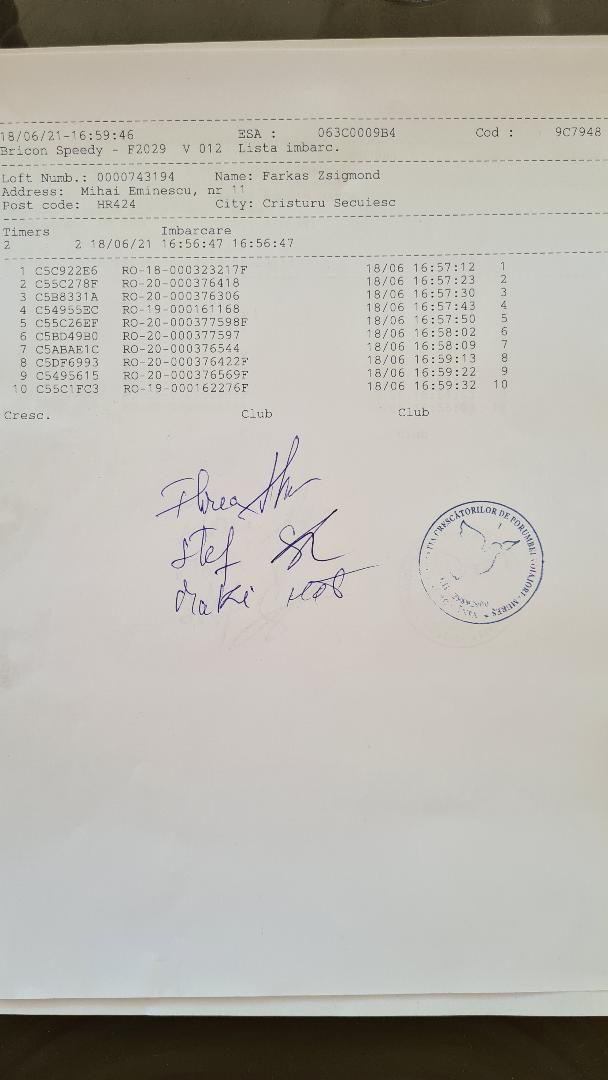 18/06/21-16:59:46 ESA : 063C0009B4 Cod : 9C7948
Bricon Speedy - F2029 V 012 Lista imbarc.
Loft Numb.: 0000743194 Name: Farkas Zsigmond
Address: Mihai Eminescu, nr 11
Post code: HR424 City: Cristuru Secuiesc
Timers Imbarcare
2 2 18/06/21 16:56:47 16:56:47
1 C5C922E6 RO-18-000323217F 18/06 16:57:12 1
2 C55C278F RO-20-000376418 18/06 16:57:23 2
3 C5B8331A RO-20-000376306 18/06 16:57:30 3
4 C54955EC RO-19-000161168 18/06 16:57:43 4
5 C55C26EF RO-20-000377598F 18/06 16:57:50 5
6 C5BD49B0 RO-20-000377597 18/06 16:58:02 6
7 C5ABAE1C RO-20-000376544 18/06 16:58:09 7
8 C5DF6993 RO-20-000376422F 18/06 16:59:13 8
9 C5495615 RO-20-000376569F 18/06 16:59:22 9
10 C55C1FC3 RO-19-000162276F 18/06 16:59:32 10
Cresc. Club Club
Stef
CRESCĂTORILOR DE PORUMBEI
MUREŞ